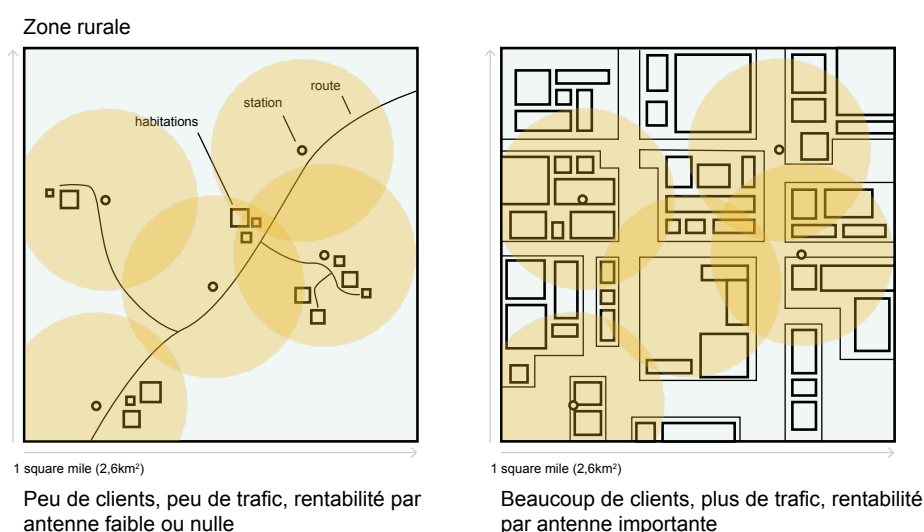 Zone rurale
route
station
habitations
1 square mile (2,6km²)
Peu de clients, peu de trafic, rentabilité par
antenne faible ou nulle
1 square mile (2,6km²)
Beaucoup de clients, plus de trafic, rentabilité
par antenne importante